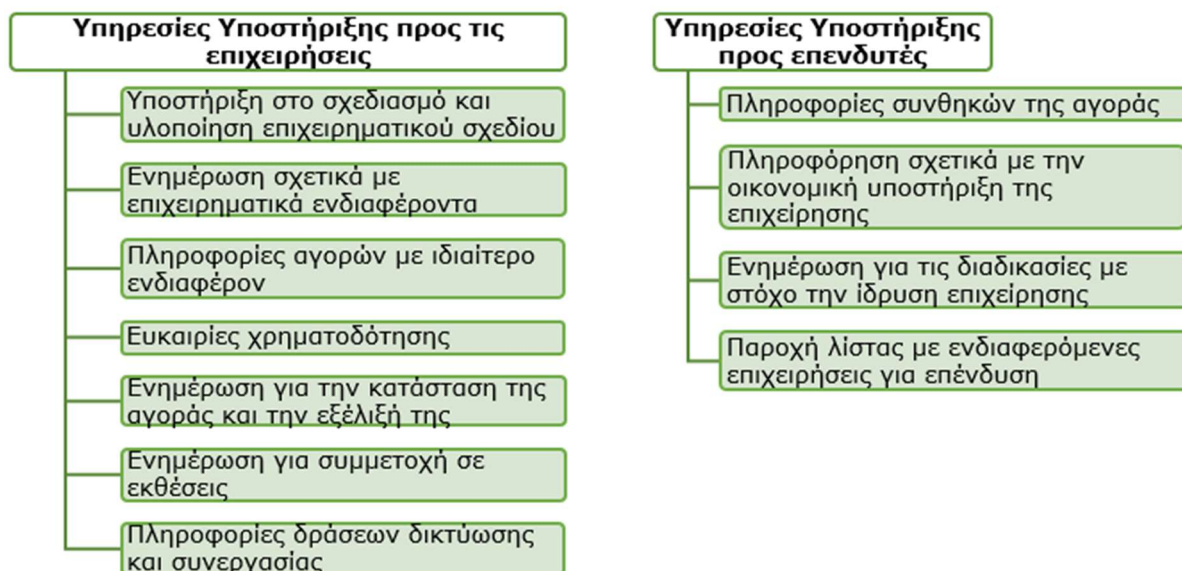 Υπηρεσίες Υποστήριξης προς τις
επιχειρήσεις
Υποστήριξη στο σχεδιασμό και
υλοποίηση επιχειρηματικού σχεδίου
Ενημέρωση σχετικά με
επιχειρηματικά ενδιαφέροντα
Πληροφορίες αγορών με ιδιαίτερο
ενδιαφέρον
Ευκαιρίες χρηματοδότησης
Ενημέρωση για την κατάσταση της
αγοράς και την εξέλιξή της
Ενημέρωση για συμμετοχή σε
εκθέσεις
Πληροφορίες δράσεων δικτύωσης
και συνεργασίας
Υπηρεσίες Υποστήριξης
προς επενδυτές
Πληροφορίες συνθηκών της αγοράς
Πληροφόρηση σχετικά με την
οικονομική υποστήριξη της
επιχείρησης
Ενημέρωση για τις διαδικασίες με
στόχο την ίδρυση επιχείρησης
Παροχή λίστας με ενδιαφερόμενες
επιχειρήσεις για επένδυση